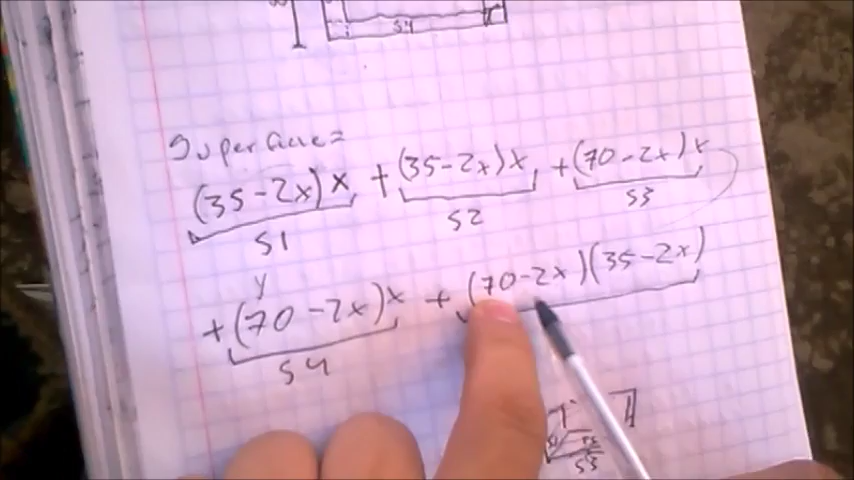 S4
Superficie=
(35-2x)x + (35-2x)x + (70-2x)x
S1 S2 S3
y
+(70-2x)x + (70-2x)(35-2x)
S4
S3